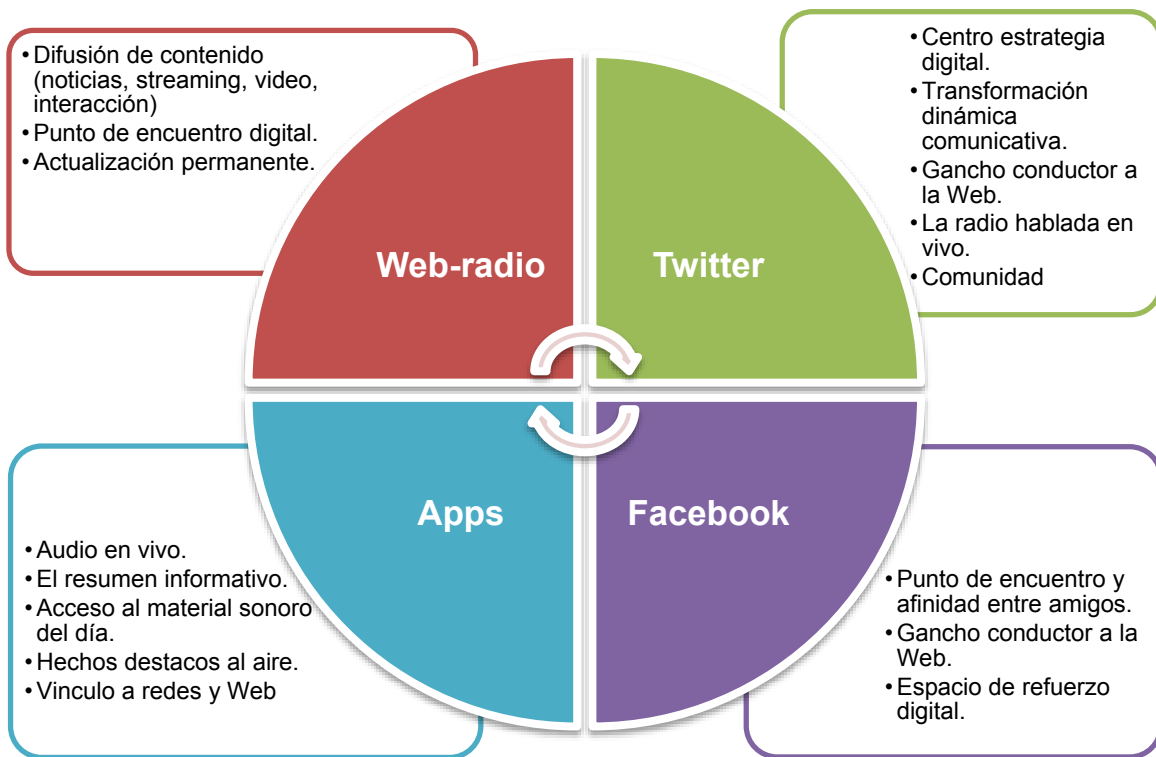 • Difusión de contenido
(noticias, streaming, video,
interacción)
• Punto de encuentro digital.
• Actualización permanente.
• Centro estrategia
digital.
• Transformación
dinámica
comunicativa.
• Gancho conductor a
la Web.
• La radio hablada en
vivo.
• Comunidad
Web-radio
Twitter
Apps
Facebook
• Audio en vivo.
• El resumen informativo.
• Acceso al material sonoro
del día.
• Hechos destacos al aire.
• Vinculo a redes y Web
• Punto de encuentro y
afinidad entre amigos.
• Gancho conductor a la
Web.
• Espacio de refuerzo
digital.